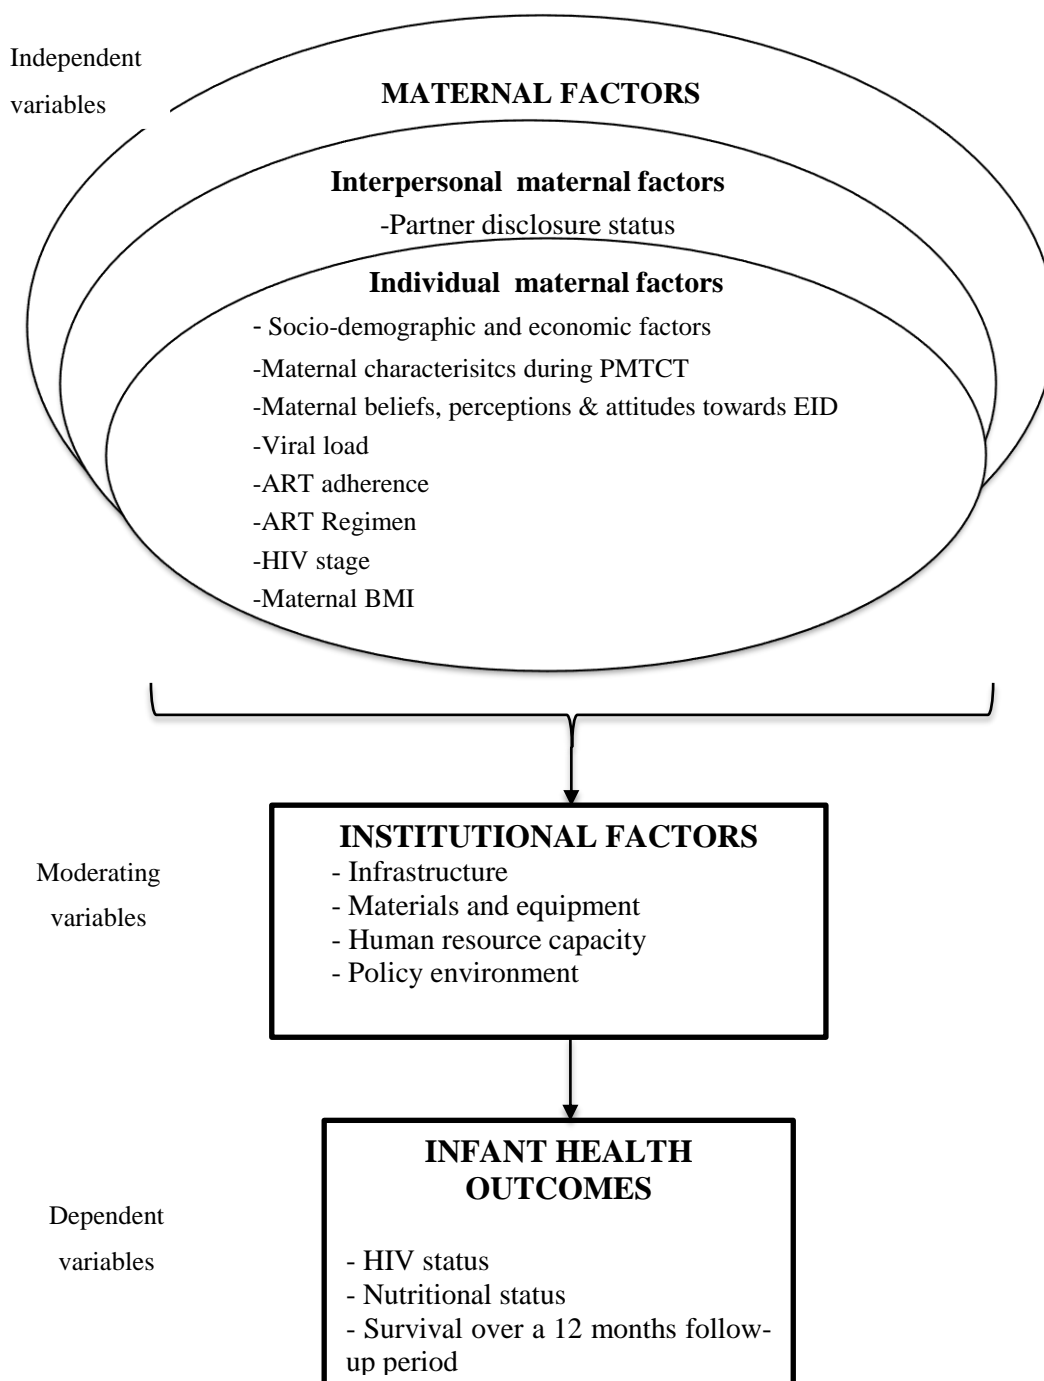 Independent
variables
MATERNAL FACTORS
Interpersonal maternal factors
-Partner disclosure status
Individual maternal factors
- Socio-demographic and economic factors
-Maternal characterisitcs during PMTCT
-Maternal beliefs, perceptions & attitudes towards EID
-Viral load
-ART adherence
-ART Regimen
-HIV stage
-Maternal BMI
INSTITUTIONAL FACTORS
- Infrastructure
- Materials and equipment
- Human resource capacity
- Policy environment
Moderating
variables
INFANT HEALTH
OUTCOMES
Dependent
variables
- HIV status
- Nutritional status
- Survival over a 12 months follow-
up period